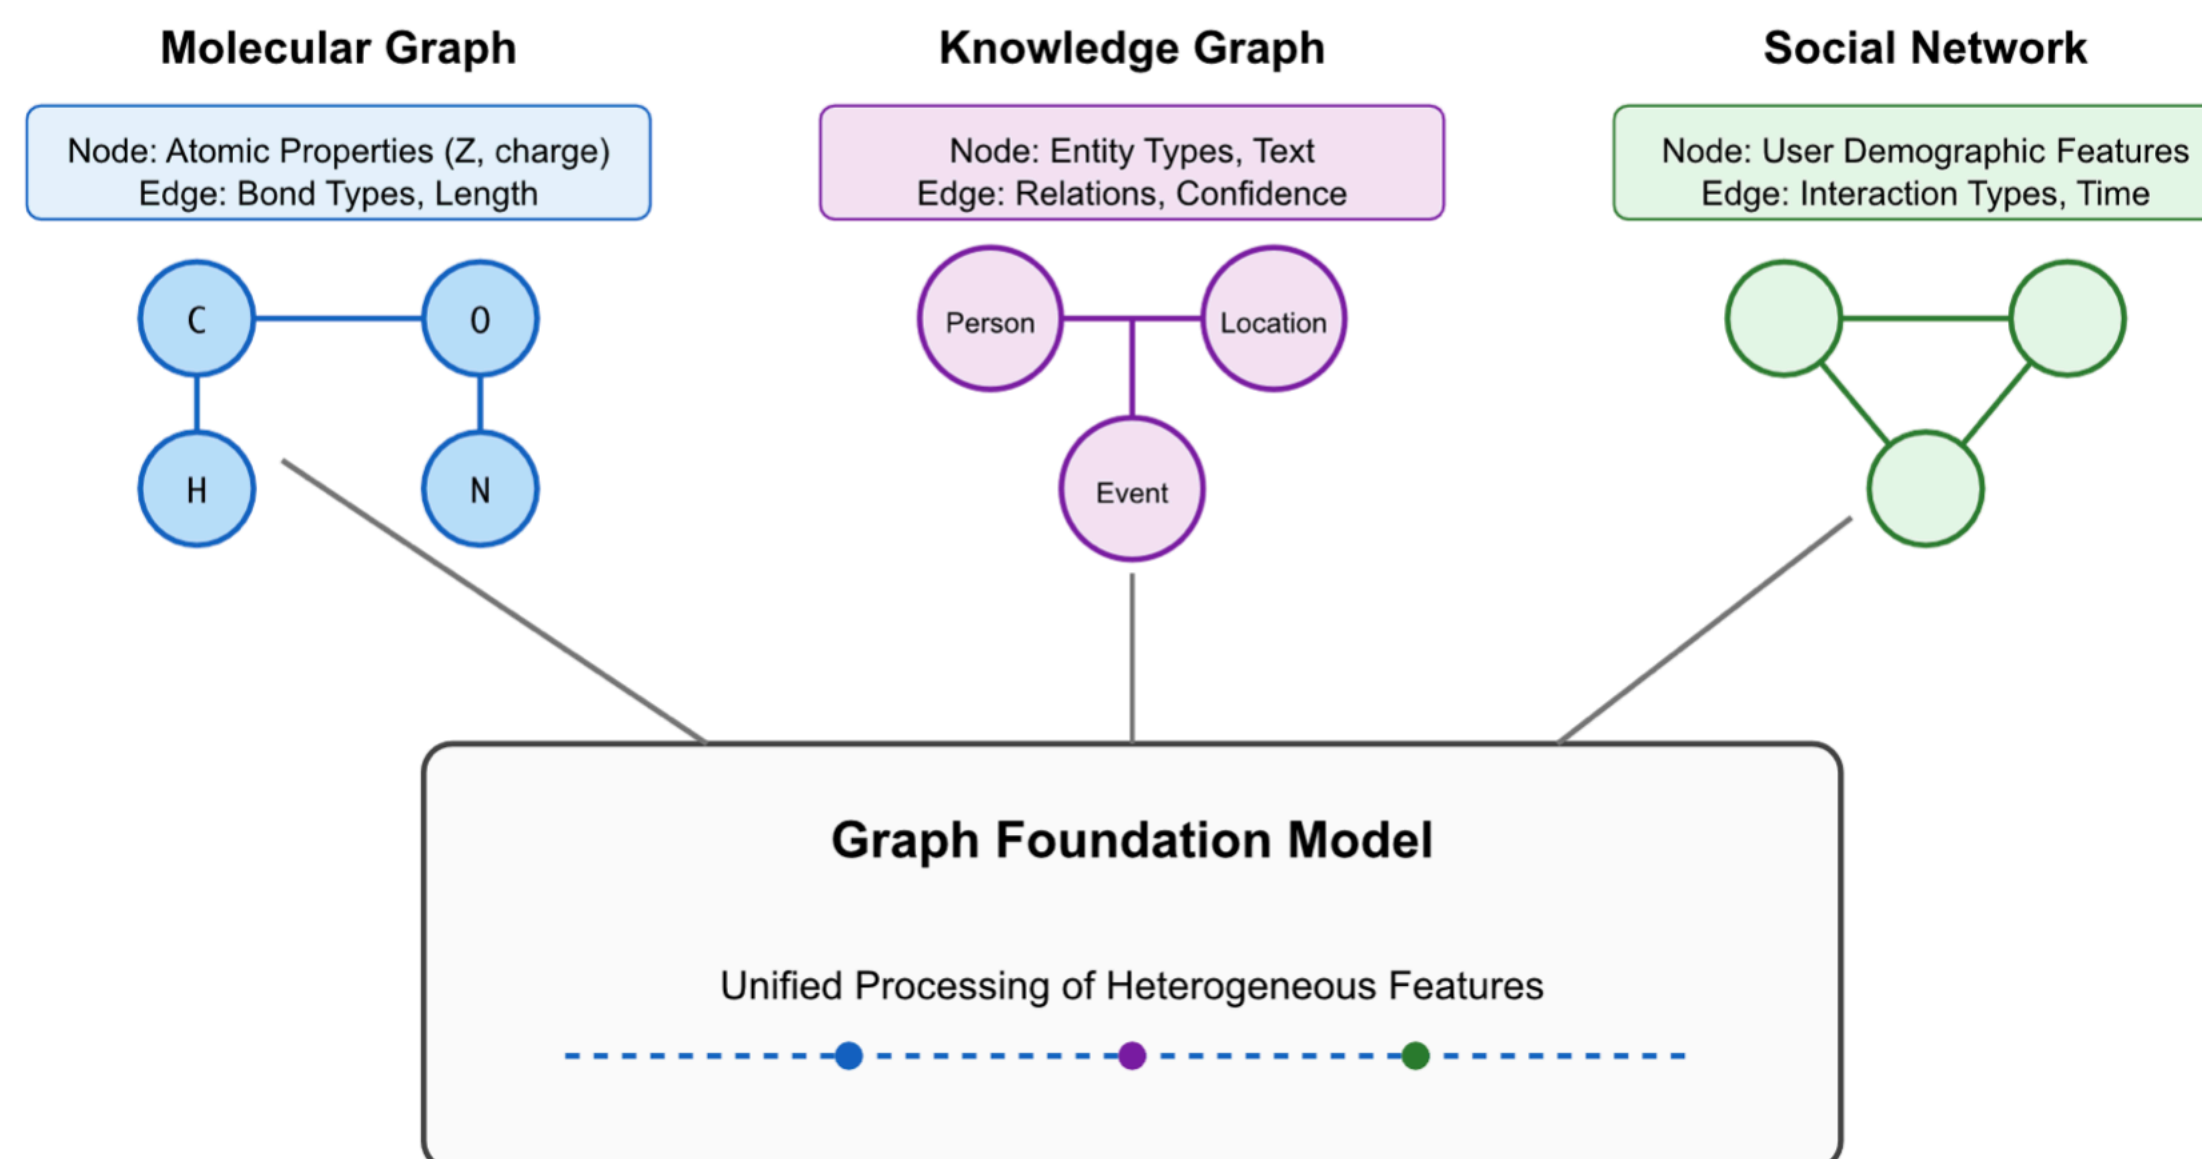 Molecular Graph
Node: Atomic Properties (Z, charge)
Edge: Bond Types, Length
C
O
H
N
Knowledge Graph
Node: Entity Types, Text
Edge: Relations, Confidence
Person
Location
Event
Social Network
Node: User Demographic Features
Edge: Interaction Types, Time
Graph Foundation Model
Unified Processing of Heterogeneous Features